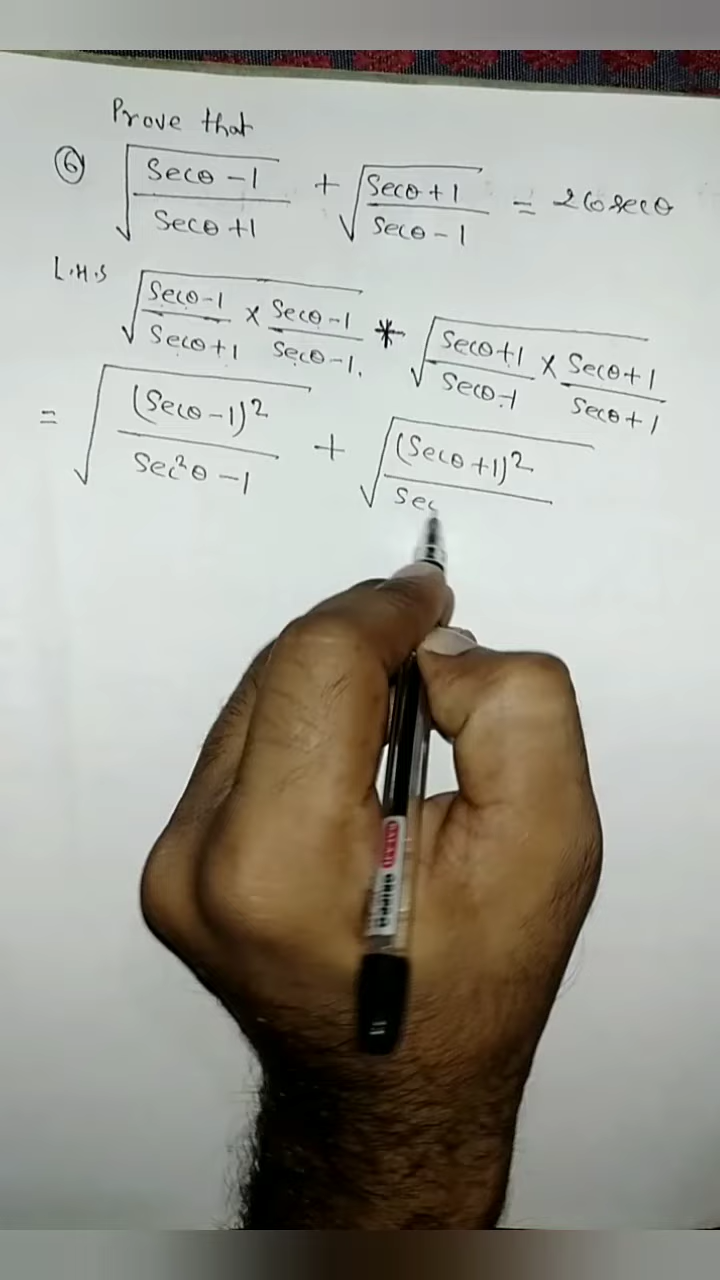 Prove that
⑥ √((Secθ -1)/(Secθ +1)) + √((Secθ +1)/(Secθ -1)) = 2Cosecθ
L.H.S √((Secθ-1)/(Secθ+1) × (Secθ-1)/(Secθ-1.)) * √((Secθ+1)/(Secθ-1) × (Secθ+1)/(Secθ+1))
= √((Secθ-1)²/(Sec²θ -1)) + √((Secθ +1)²/(Sec